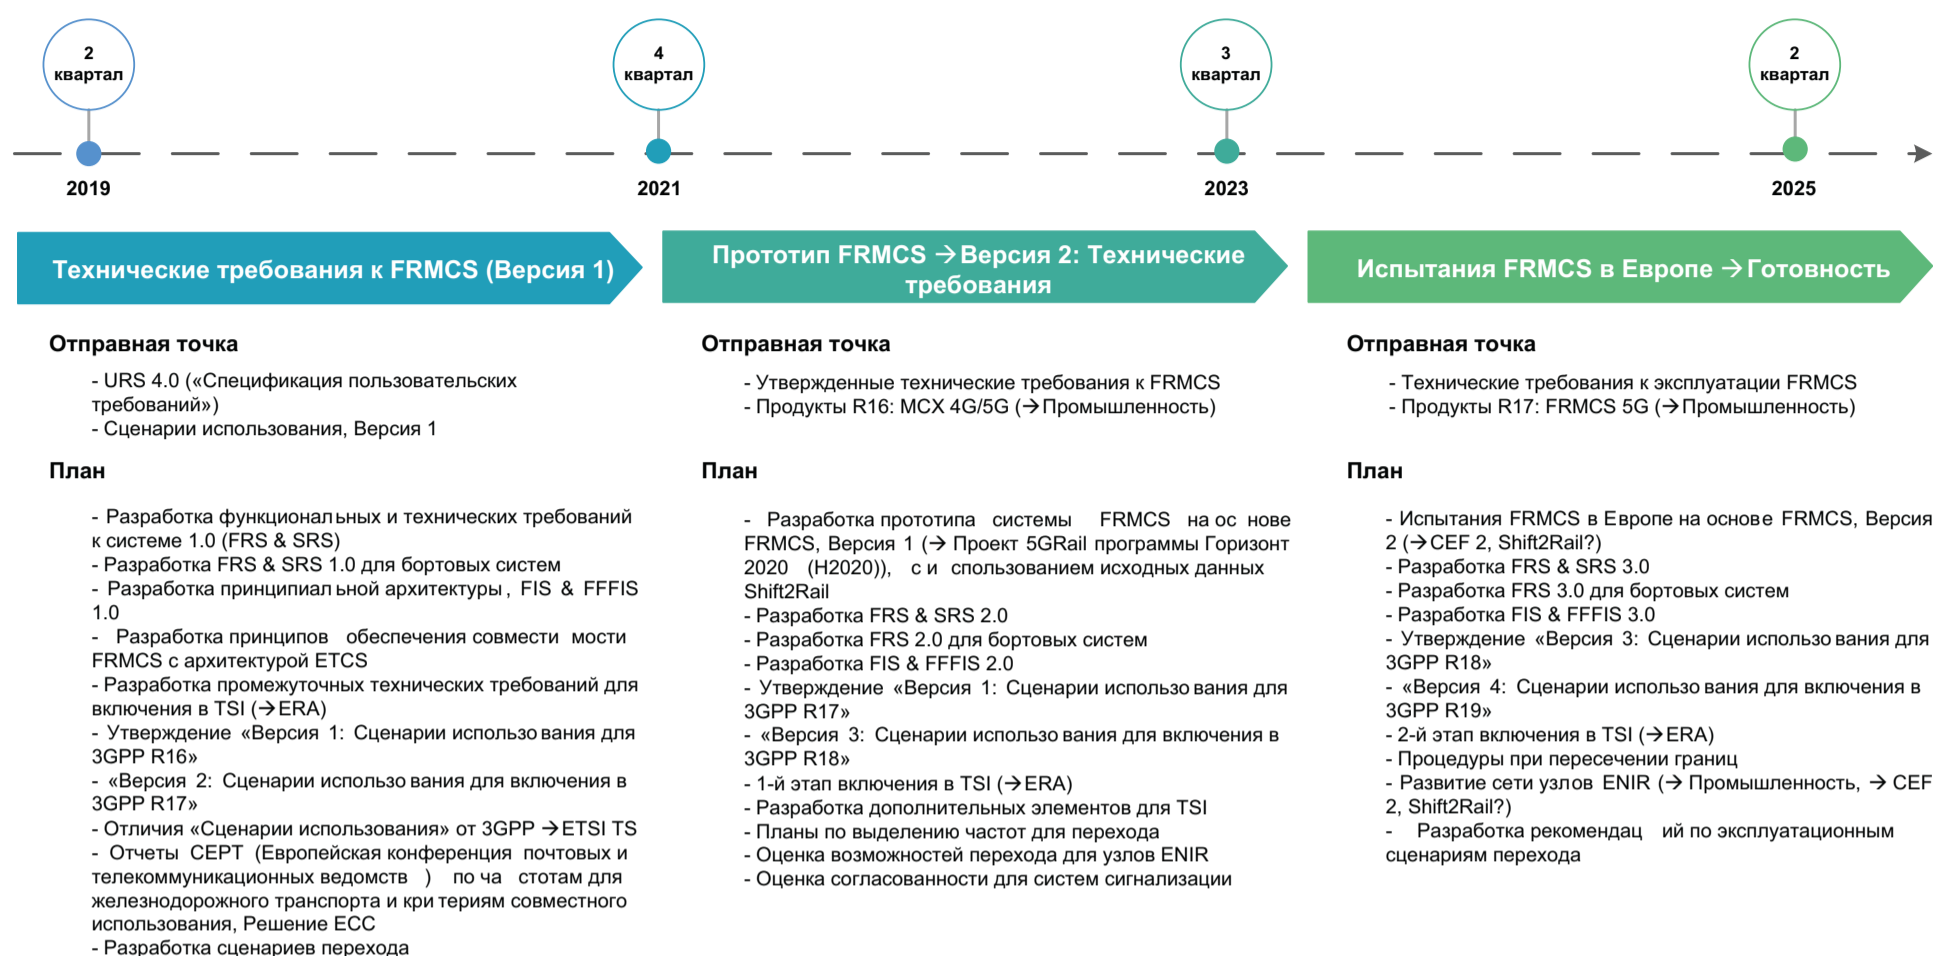 2
квартал
4
квартал
3
квартал
2
квартал
2019
2021
2023
2025
Технические требования к FRMCS (Версия 1)
Прототип FRMCS →Версия 2: Технические
требования
Испытания FRMCS в Европе →Готовность
Отправная точка
- URS 4.0 («Спецификация пользовательских
требований»)
- Сценарии использования, Версия 1
План
- Разработка функциональных и технических требований
к системе 1.0 (FRS & SRS)
- Разработка FRS & SRS 1.0 для бортовых систем
- Разработка принципиальной архитектуры, FIS & FFFIS
1.0
- Разработка принципов обеспечения совмести мости
FRMCS с архитектурой ETCS
- Разработка промежуточных технических требований для
включения в TSI (→ERA)
- Утверждение «Версия 1: Сценарии использования для
3GPP R16»
- «Версия 2: Сценарии использования для включения в
3GPP R17»
- Отличия «Сценарии использования» от 3GPP →ETSI TS
- Отчеты CEPT (Европейская конференция почтовых и
телекоммуникационных ведомств ) по ча стотам для
железнодорожного транспорта и кри териям совместного
использования, Решение ECC
- Разработка сценариев перехода
Отправная точка
- Утвержденные технические требования к FRMCS
- Продукты R16: MCX 4G/5G (→Промышленность)
План
- Разработка прототипа системы FRMCS на ос нове
FRMCS, Версия 1 (→ Проект 5GRail программы Горизонт
2020 (H2020)), с и спользованием исходных данных
Shift2Rail
- Разработка FRS & SRS 2.0
- Разработка FRS 2.0 для бортовых систем
- Разработка FIS & FFFIS 2.0
- Утверждение «Версия 1: Сценарии использования для
3GPP R17»
- «Версия 3: Сценарии использования для включения в
3GPP R18»
- 1-й этап включения в TSI (→ERA)
- Разработка дополнительных элементов для TSI
- Планы по выделению частот для перехода
- Оценка возможностей перехода для узлов ENIR
- Оценка согласованности для систем сигнализации
Отправная точка
- Технические требования к эксплуатации FRMCS
- Продукты R17: FRMCS 5G (→Промышленность)
План
- Испытания FRMCS в Европе на основе FRMCS, Версия
2 (→CEF 2, Shift2Rail?)
- Разработка FRS & SRS 3.0
- Разработка FRS 3.0 для бортовых систем
- Разработка FIS & FFFIS 3.0
- Утверждение «Версия 3: Сценарии использования для
3GPP R18»
- «Версия 4: Сценарии использования для включения в
3GPP R19»
- 2-й этап включения в TSI (→ERA)
- Процедуры при пересечении границ
- Развитие сети узлов ENIR (→ Промышленность, → CEF
2, Shift2Rail?)
- Разработка рекомендац ий по эксплуатационным
сценариям перехода